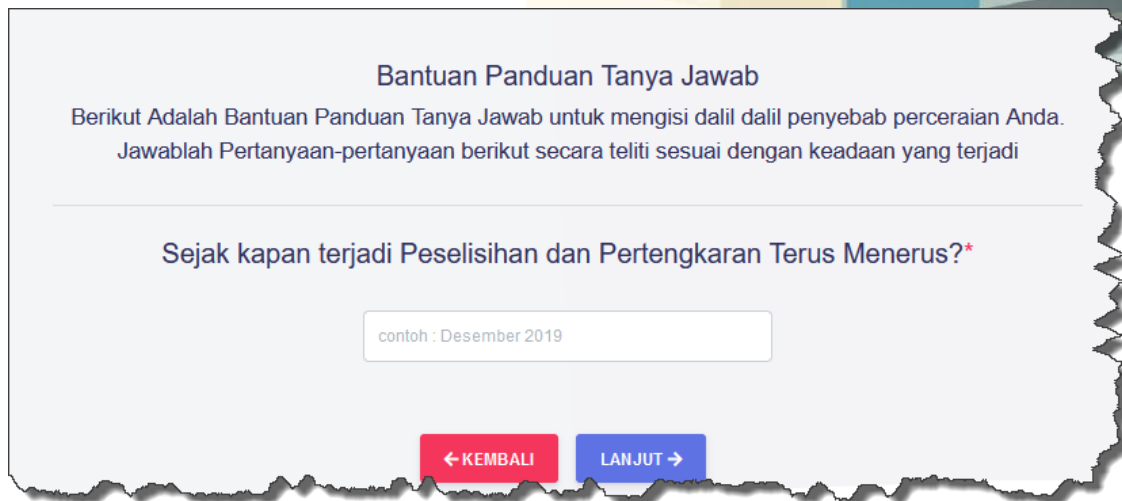 Bantuan Panduan Tanya Jawab
Berikut Adalah Bantuan Panduan Tanya Jawab untuk mengisi dalil dalil penyebab perceraian Anda.
Jawablah Pertanyaan-pertanyaan berikut secara teliti sesuai dengan keadaan yang terjadi
Sejak kapan terjadi Peselisihan dan Pertengkaran Terus Menerus?*
contoh : Desember 2019
←KEMBALI
LANJUT→